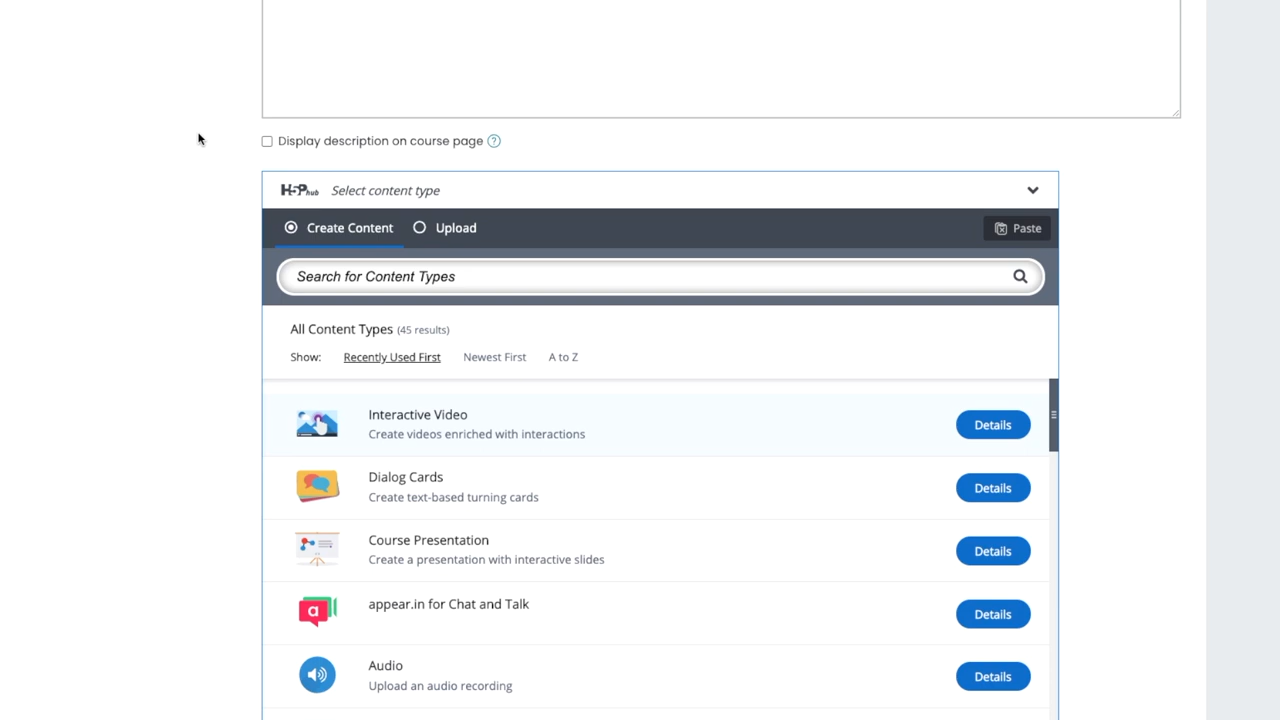 Display description on course page ?
H5Phub Select content type
Create Content Upload Paste
Search for Content Types
All Content Types (45 results)
Show: Recently Used First Newest First A to Z
Interactive Video
Create videos enriched with interactions
Details
Dialog Cards
Create text-based turning cards
Details
Course Presentation
Create a presentation with interactive slides
Details
a
appear.in for Chat and Talk
Details
Audio
Upload an audio recording
Details